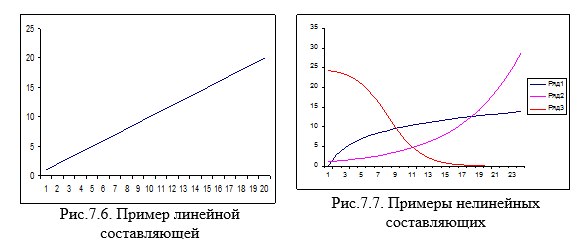 25
20
15
10
5
0
1 2 3 4 5 6 7 8 9 10 11 12 13 14 15 16 17 18 19 20
Рис.7.6. Пример линейной
составляющей
35
30
25
20
15
10
5
0
1 3 5 7 9 11 13 15 17 19 21 23
Ряд1
Ряд2
Ряд3
Рис.7.7. Примеры нелинейных
составляющих